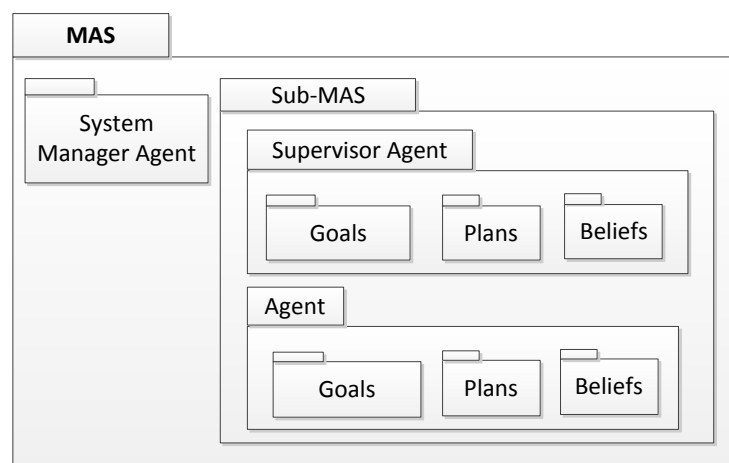 MAS
System
Manager Agent
Sub-MAS
Supervisor Agent
Goals
Plans
Beliefs
Agent
Goals
Plans
Beliefs